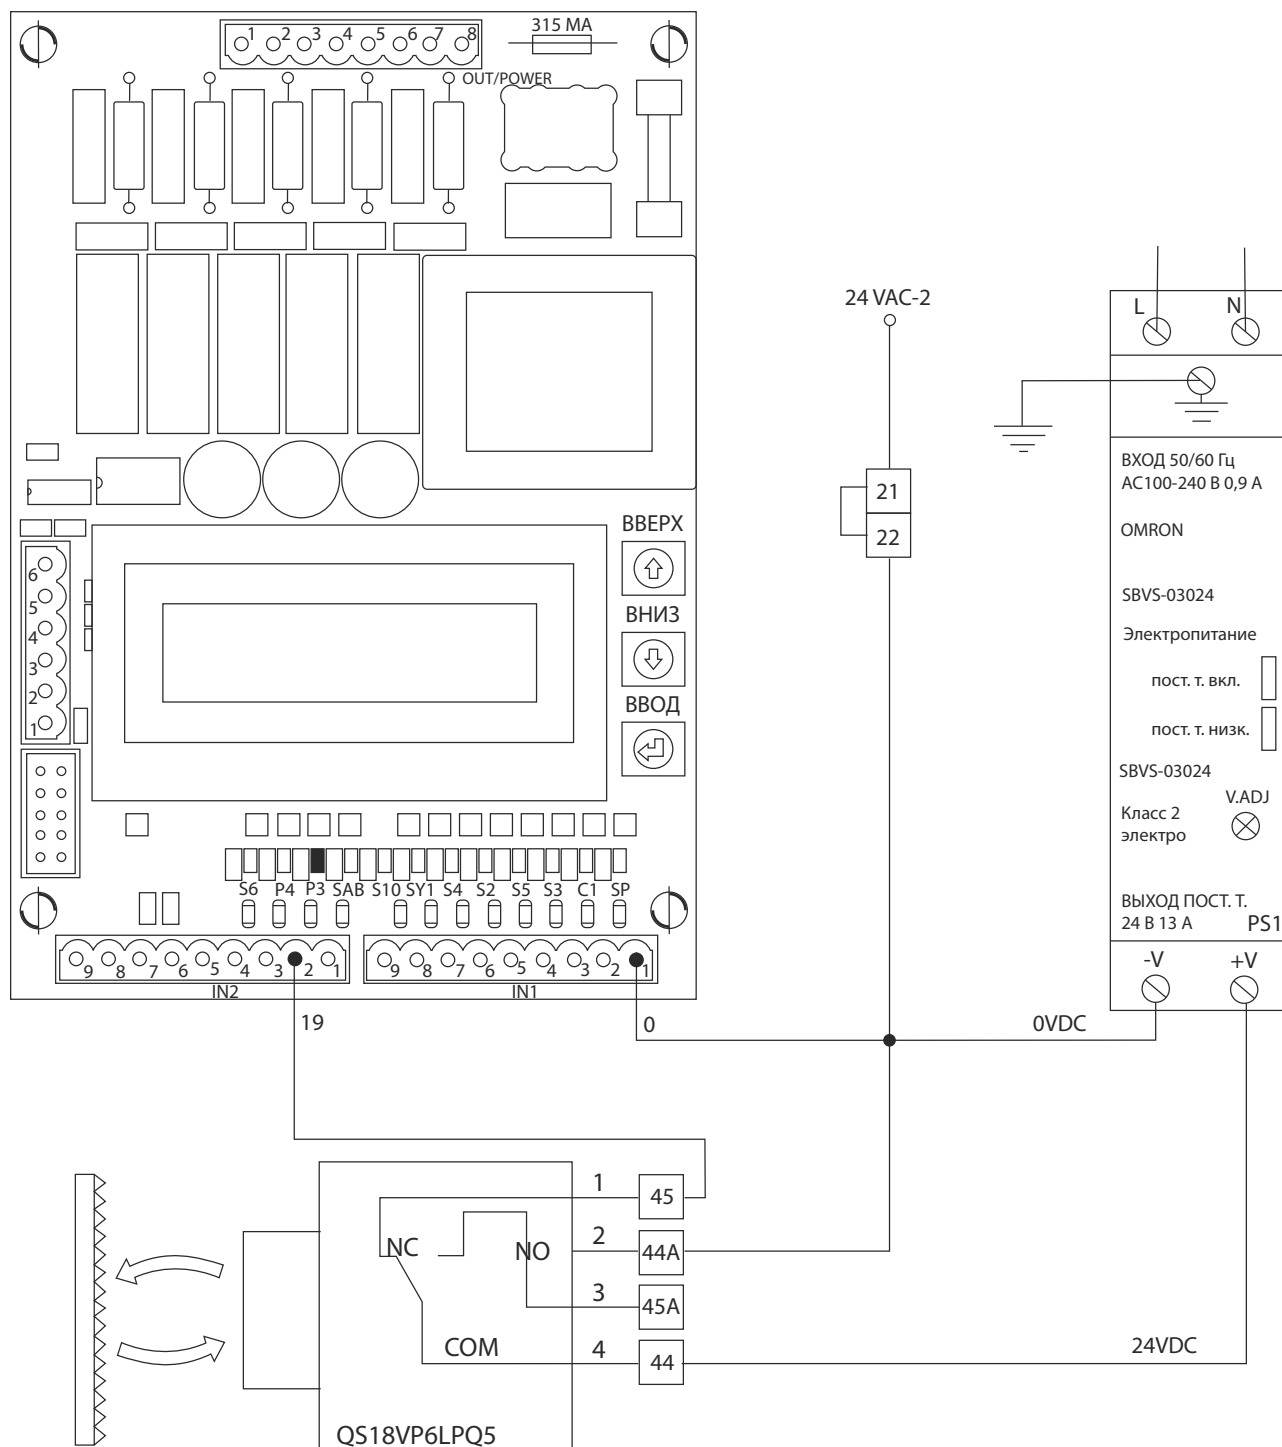 1 2 3 4 5 6 7 8
315 MA
OUT/POWER
24 VAC-2
L N
21
22
ВХОД 50/60 Гц
AC100-240 В 0,9 А
OMRON
SBVS-03024
Электропитание
пост. т. вкл.
пост. т. низк.
SBVS-03024
V.ADJ
Класс 2
электро
ВЫХОД ПОСТ. Т.
24 В 13 А PS1
-V +V
ВВЕРХ
ВНИЗ
ВВОД
6
5
4
3
2
1
S6 P4 P3 SAB S10 SY1 S4 S2 S5 S3 C1 SP
9 8 7 6 5 4 3 2 1
IN2
9 8 7 6 5 4 3 2 1
IN1
19
0
0VDC
1 45
NC NO
2 44A
3 45A
COM
4 44
24VDC
QS18VP6LPQ5